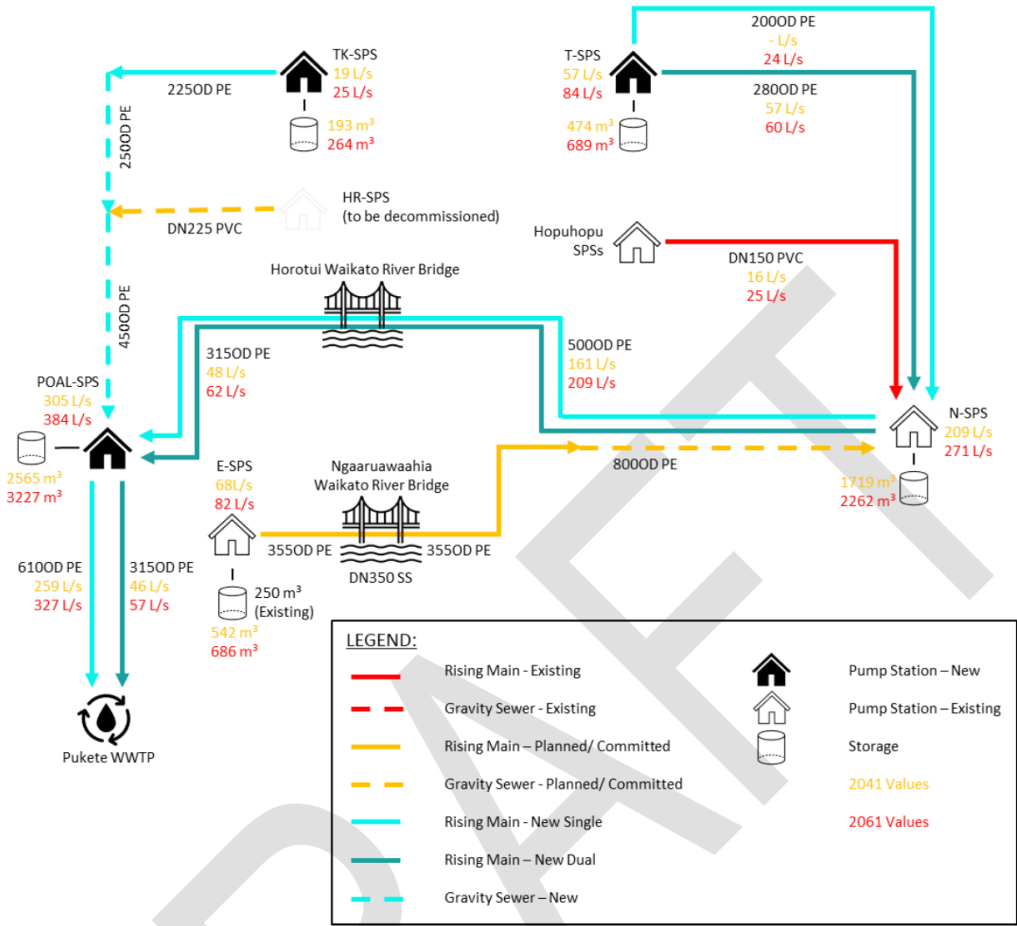 200OD PE
- L/s
24 L/s
TK-SPS
19 L/s
25 L/s
T-SPS
57 L/s
84 L/s
225OD PE
280OD PE
57 L/s
60 L/s
193 m³
264 m³
474 m³
689 m³
250OD PE
HR-SPS
(to be decommissioned)
DN225 PVC
Hopuhopu
SPSs
DN150 PVC
16 L/s
25 L/s
Horotui Waikato River Bridge
450OD PE
315OD PE
48 L/s
62 L/s
500OD PE
161 L/s
209 L/s
POAL-SPS
305 L/s
384 L/s
N-SPS
209 L/s
271 L/s
2565 m³
3227 m³
E-SPS
68L/s
82 L/s
Ngaaruawaahia
Waikato River Bridge
800OD PE
1719 m³
2262 m³
355OD PE
355OD PE
DN350 SS
610OD PE
259 L/s
327 L/s
315OD PE
46 L/s
57 L/s
250 m³
(Existing)
542 m³
686 m³
Pukete WWTP
LEGEND:
Rising Main - Existing
Gravity Sewer - Existing
Rising Main – Planned/ Committed
Gravity Sewer - Planned/ Committed
Rising Main - New Single
Rising Main – New Dual
Gravity Sewer – New
Pump Station – New
Pump Station – Existing
Storage
2041 Values
2061 Values
DRAFT